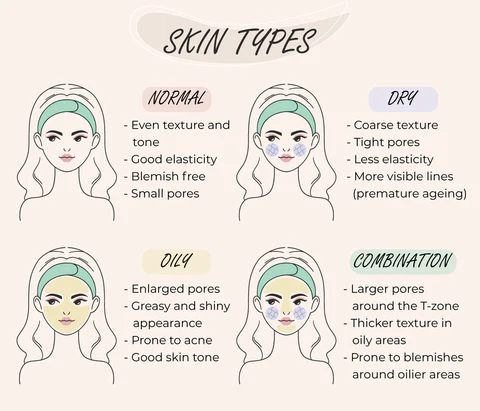 SKIN TYPES
NORMAL
- Even texture and
tone
- Good elasticity
- Blemish free
- Small pores
DRY
- Coarse texture
- Tight pores
- Less elasticity
- More visible lines
(premature ageing)
OILY
- Enlarged pores
- Greasy and shiny
appearance
- Prone to acne
- Good skin tone
COMBINATION
- Larger pores
around the T-zone
- Thicker texture in
oily areas
- Prone to blemishes
around oilier areas